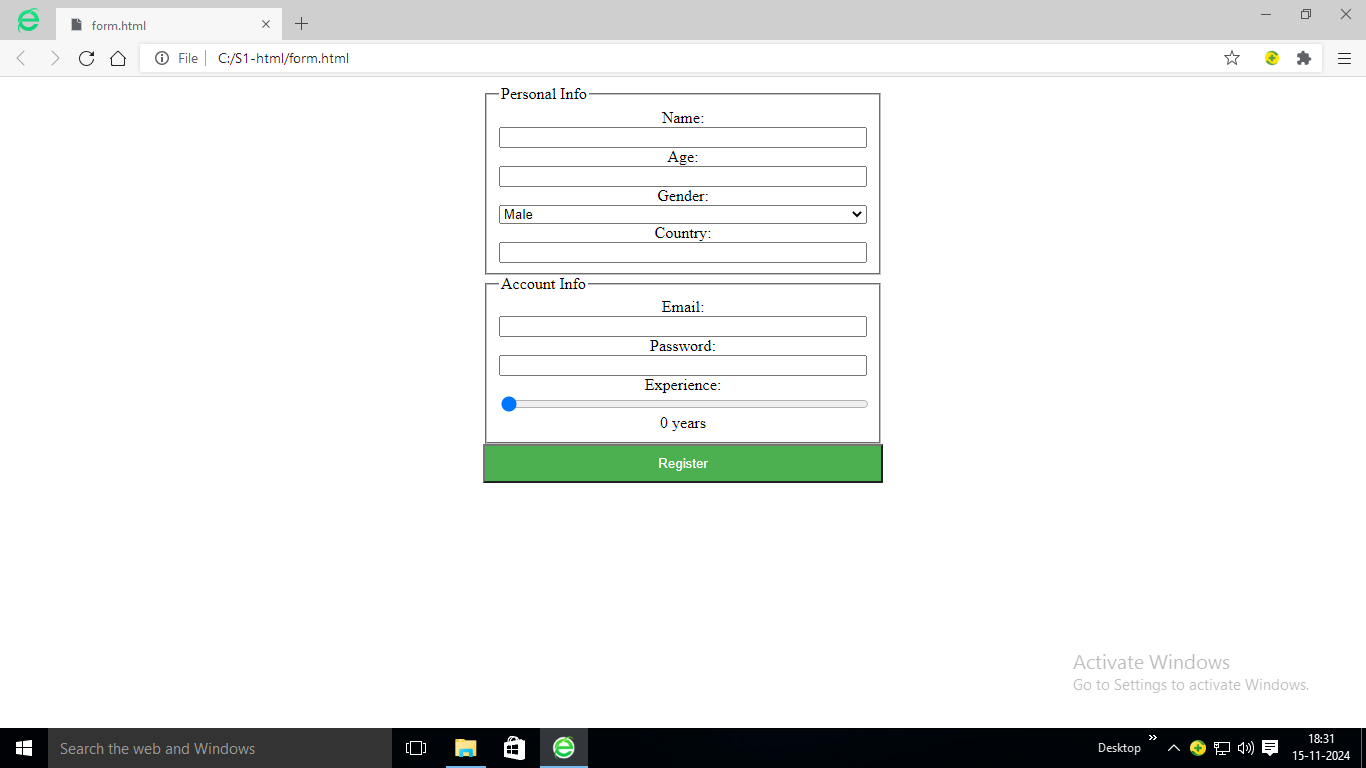 form.html
File C:/S1-html/form.html
Personal Info
Name:
Age:
Gender:
Male
Country:
Account Info
Email:
Password:
Experience:
0 years
Register
Activate Windows
Go to Settings to activate Windows.
Search the web and Windows
Desktop
18:31
15-11-2024